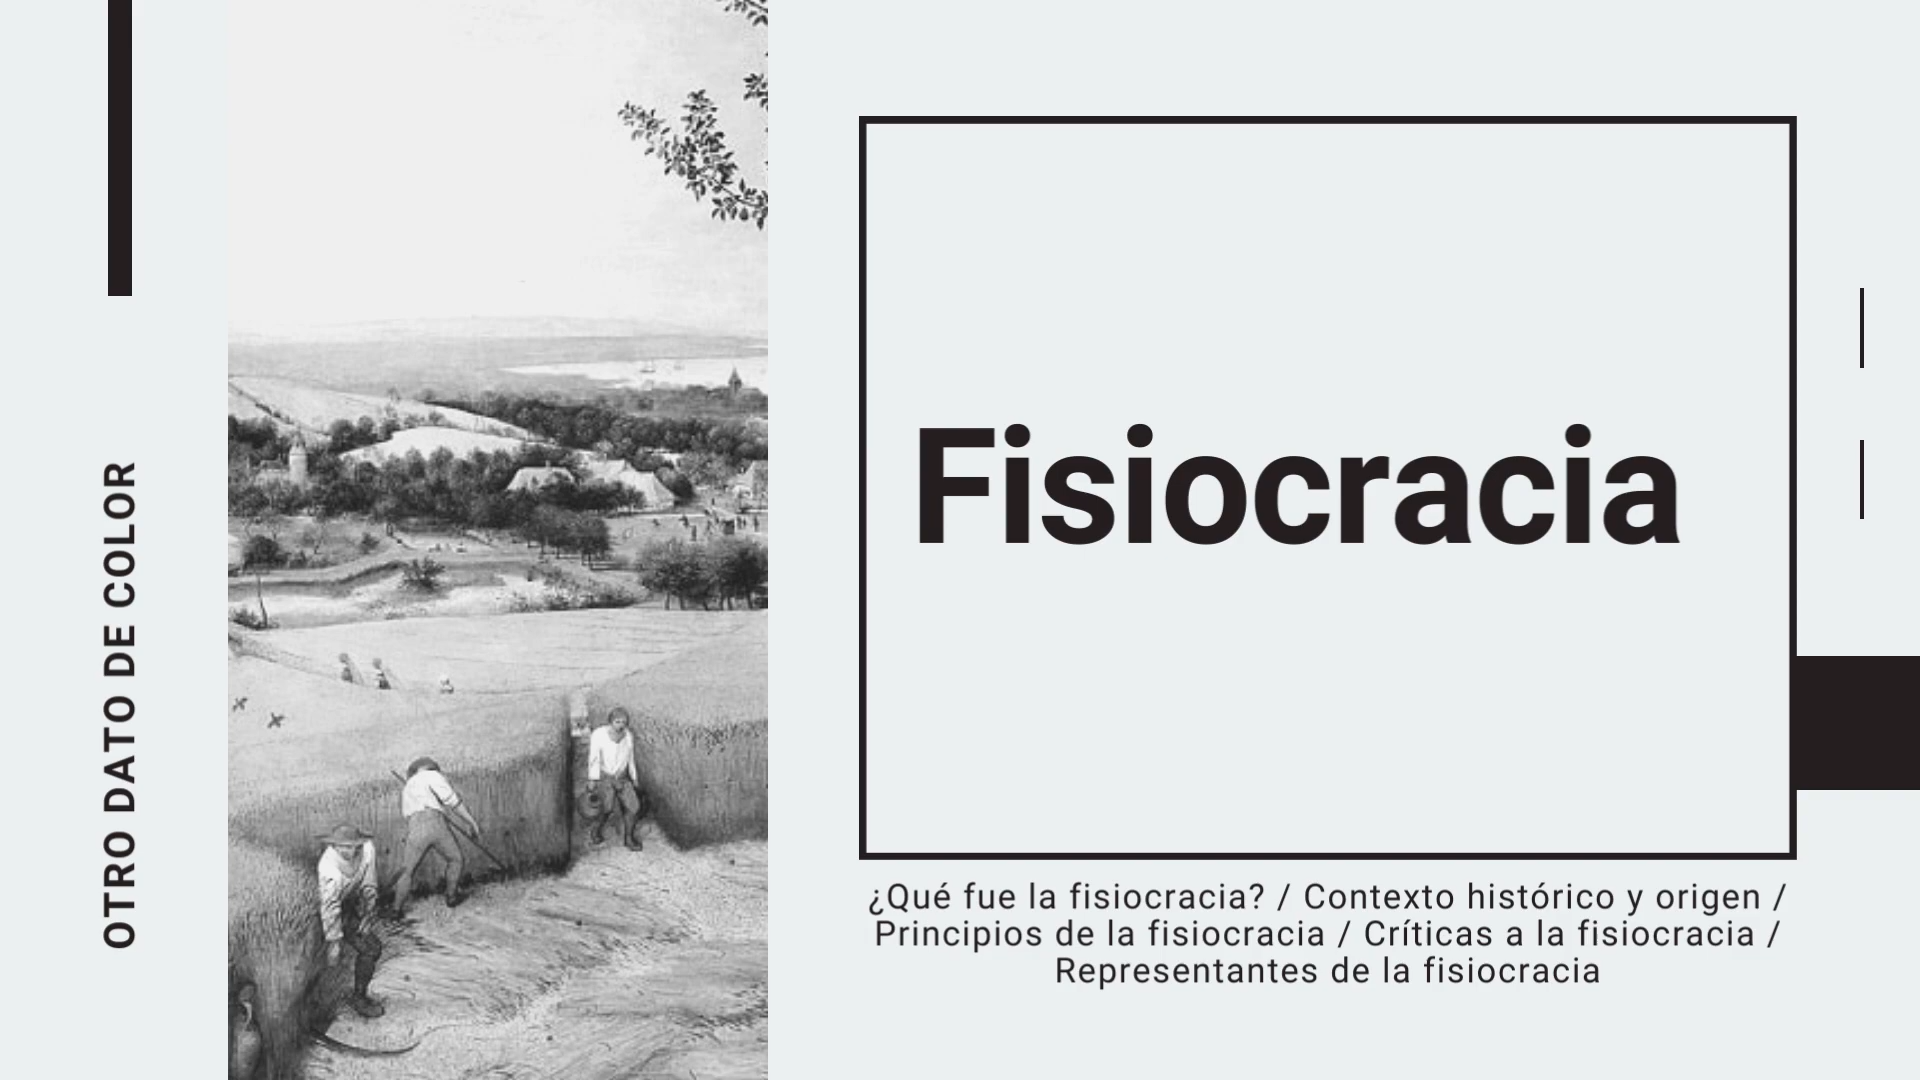 OTRO DATO DE COLOR
Fisiocracia
¿Qué fue la fisiocracia? / Contexto histórico y origen /
Principios de la fisiocracia / Críticas a la fisiocracia /
Representantes de la fisiocracia